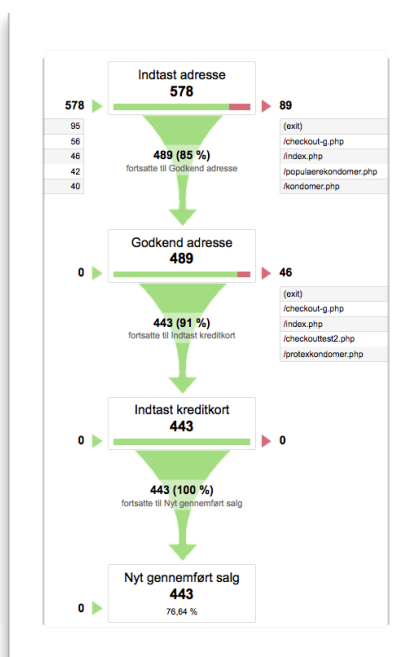 Indtast adresse
578
578
89
95
56
46
42
40
(exit)
/checkout-g.php
/index.php
/populaerekondomer.php
/kondomer.php
489 (85 %)
fortsatte til Godkend adresse
Godkend adresse
489
0
46
(exit)
/checkout-g.php
/index.php
/checkouttest2.php
/protexkondomer.php
443 (91 %)
fortsatte til Indtast kreditkort
Indtast kreditkort
443
0
0
443 (100 %)
fortsatte til Nyt gennemført salg
Nyt gennemført salg
443
0
76,64 %